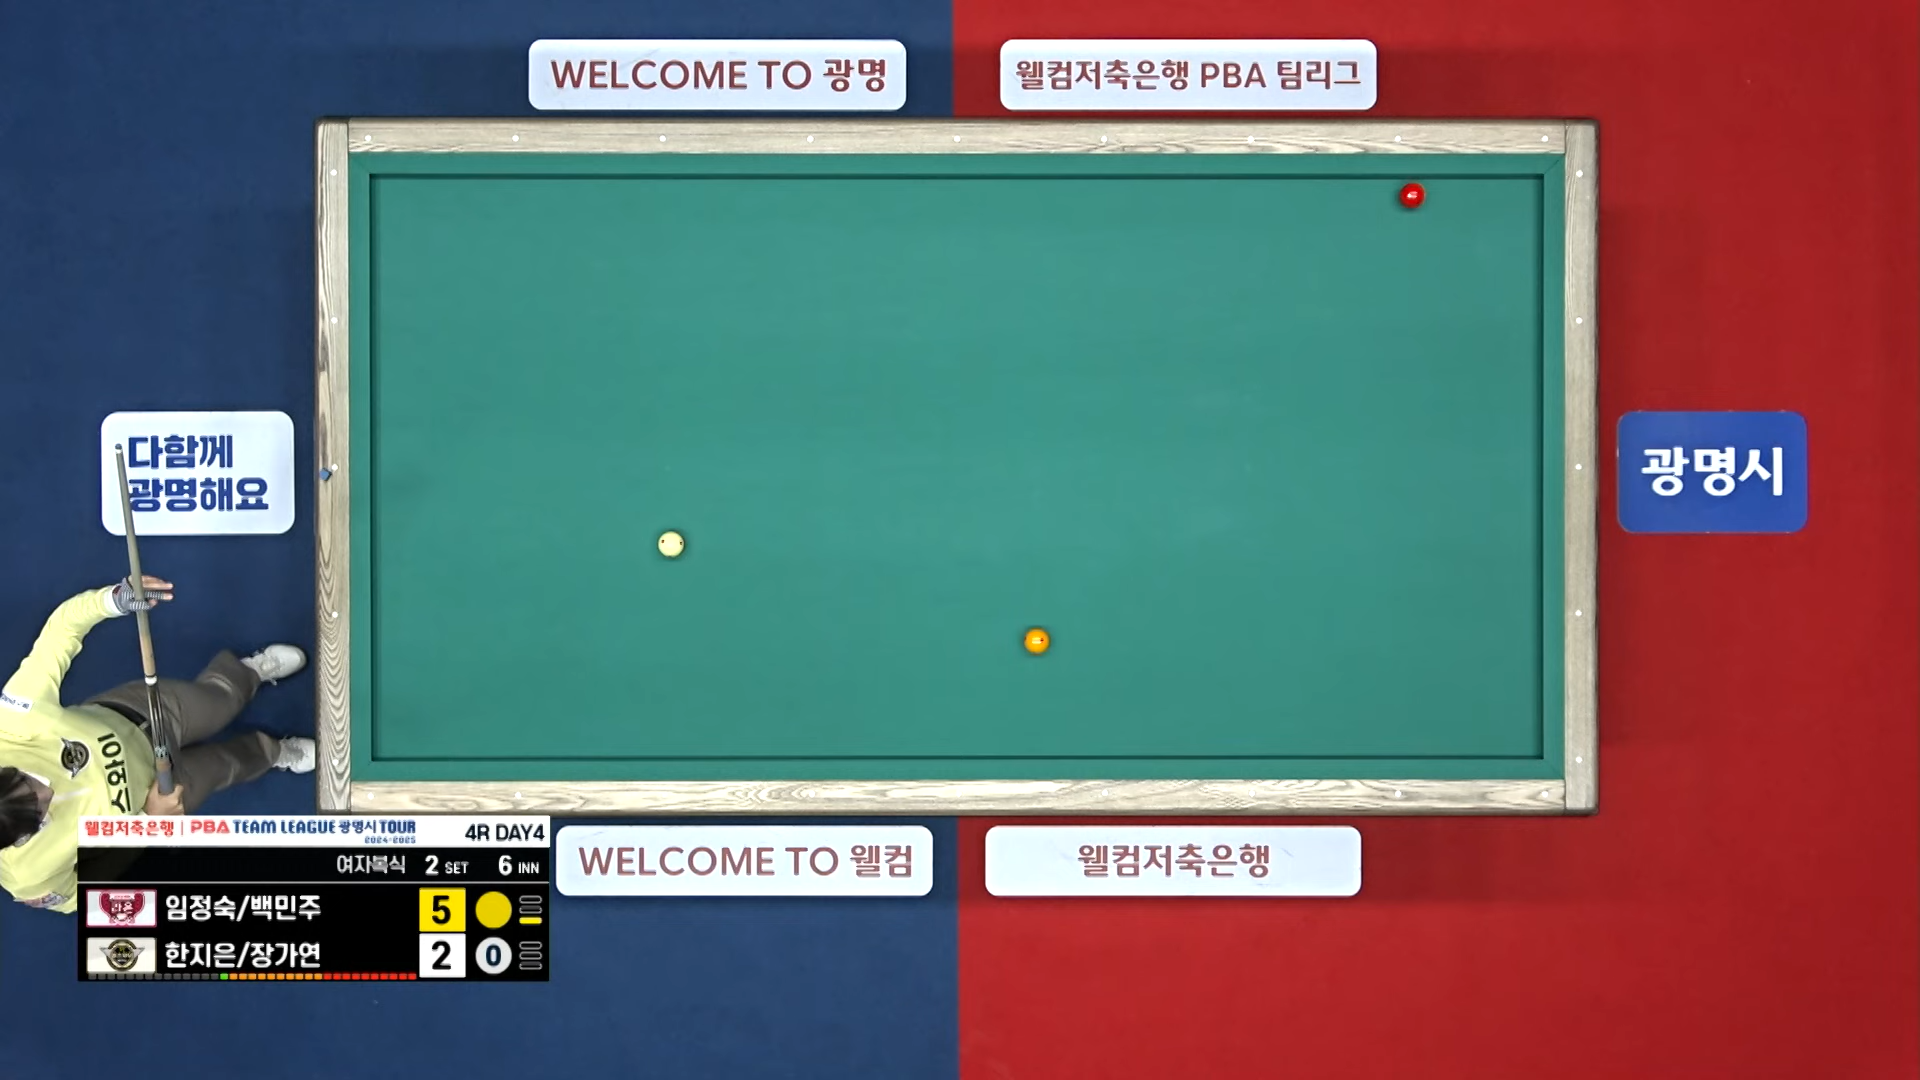 WELCOME TO 광명
웰컴저축은행 PBA 팀리그
다함께
광명해요
광명시
웰컴저축은행 | PBA TEAM LEAGUE 광명시 TOUR
2024-2025
4R DAY4
여자복식 2 SET 6 INN
임정숙/백민주 5
한지은/장가연 2 0
WELCOME TO 웰컴
웰컴저축은행